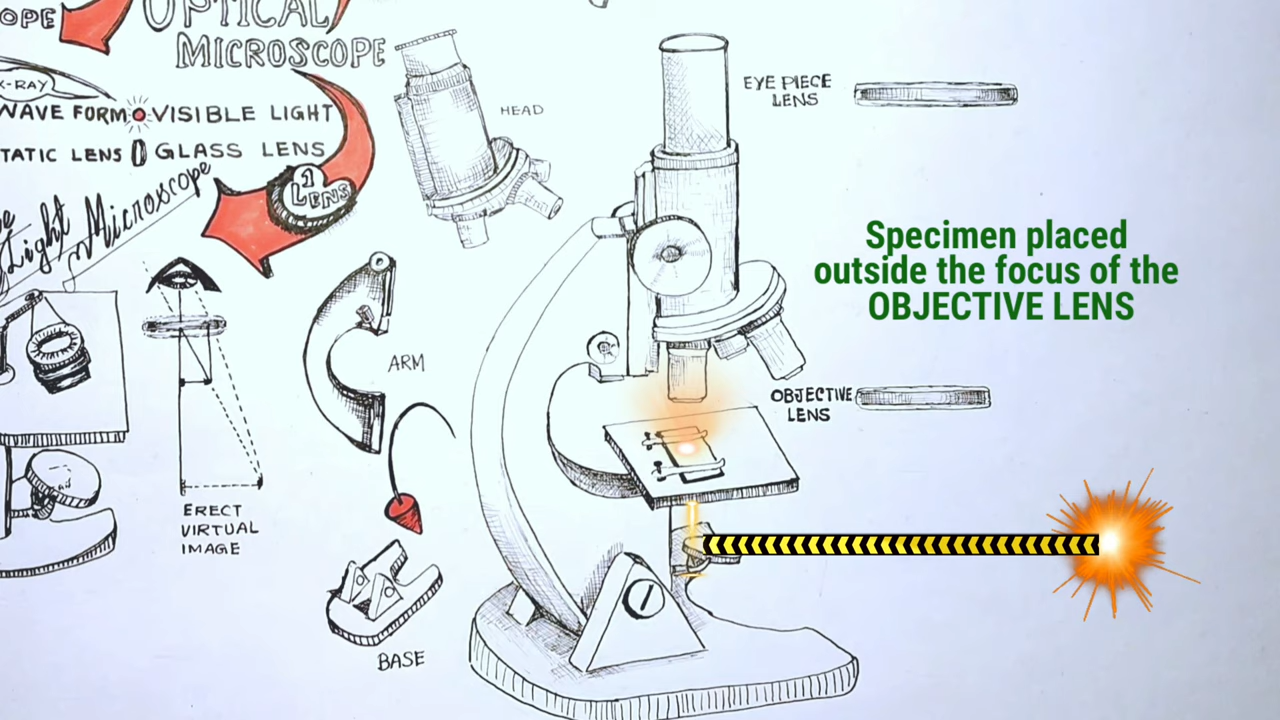 OPE
OPTICAL
MICROSCOPE
X-RAY
WAVE FORM VISIBLE LIGHT
TATIC LENS GLASS LENS
1
LENS
Light Microscope
HEAD
EYE PIECE
LENS
Specimen placed
outside the focus of the
OBJECTIVE LENS
ARM
OBJECTIVE
LENS
ERECT
VIRTUAL
IMAGE
BASE